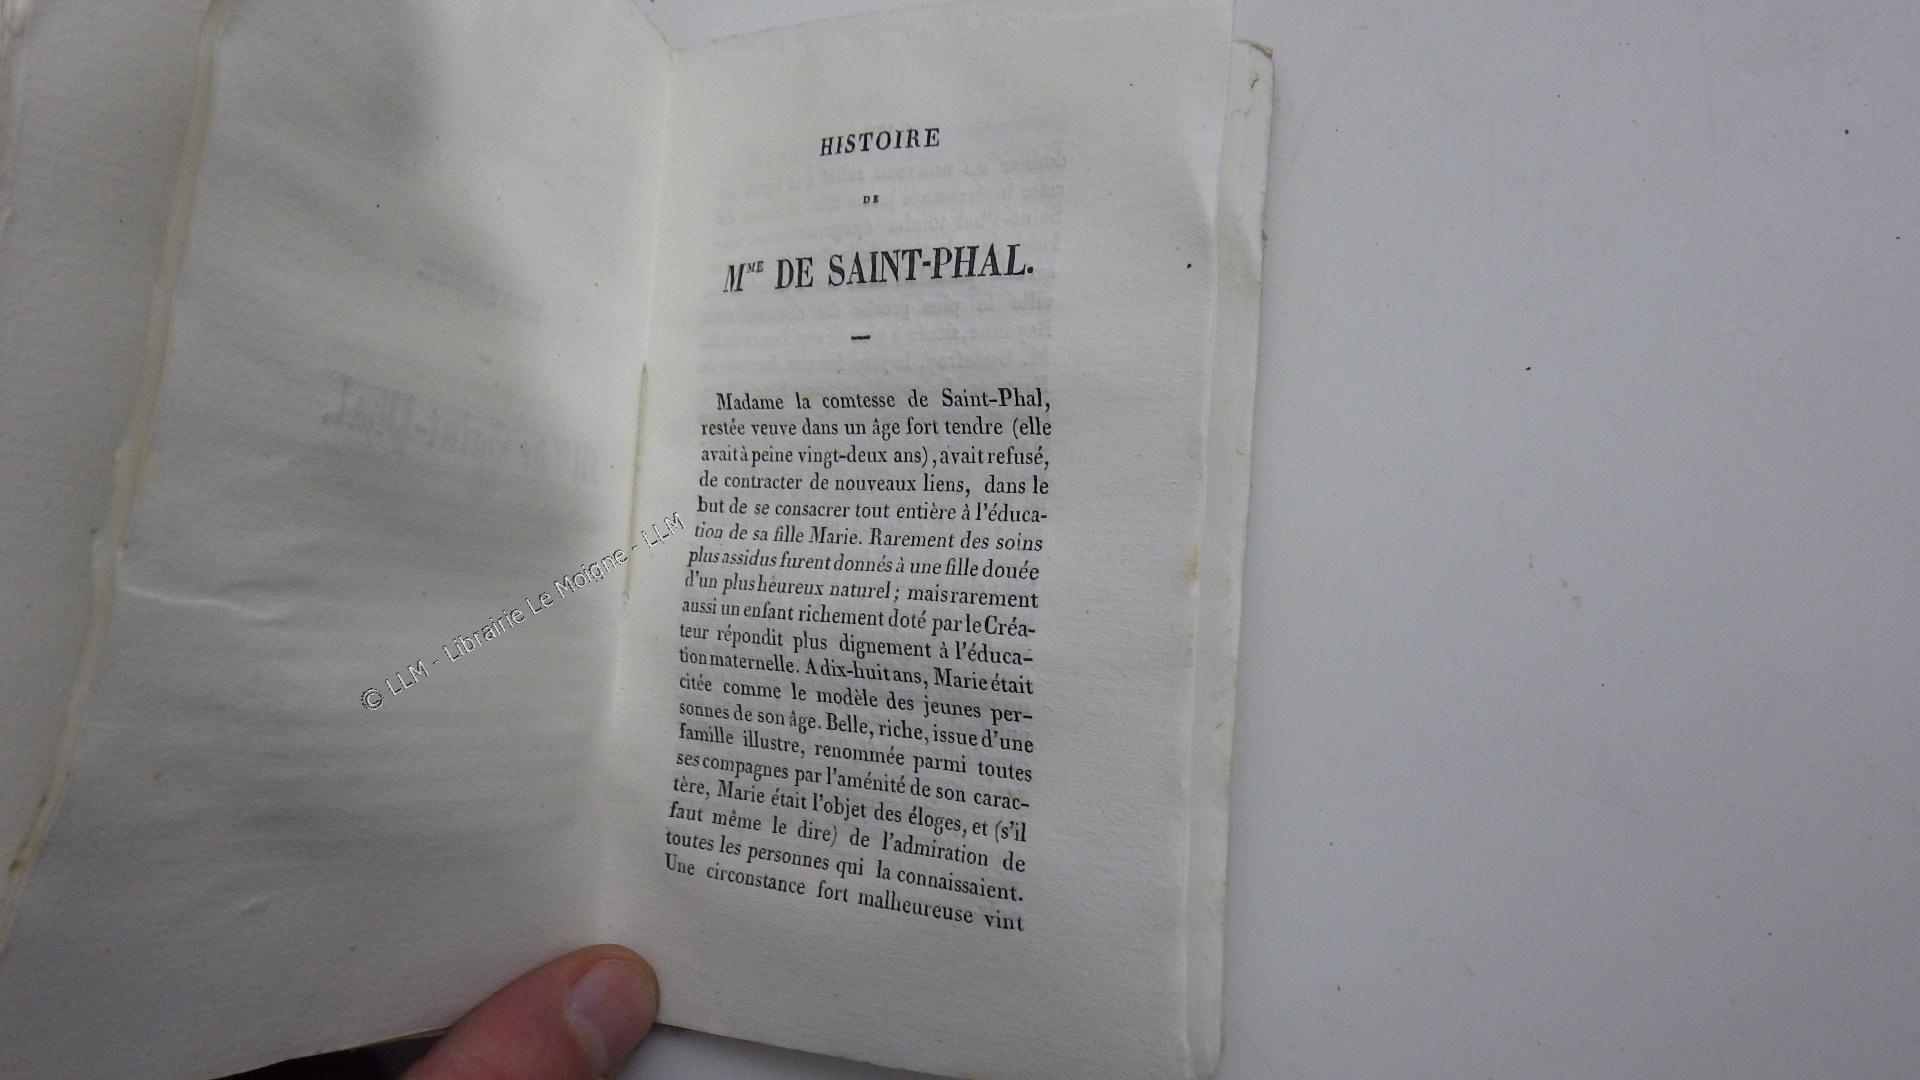 HISTOIRE
DE
MME DE SAINT-PHAL.
Madame la comtesse de Saint-Phal,
restée veuve dans un âge fort tendre (elle
avait à peine vingt-deux ans), avait refusé,
de contracter de nouveaux liens, dans le
but de se consacrer tout entière à l'éduca-
tion de sa fille Marie. Rarement des soins
plus assidus furent donnés à une fille douée
d'un plus heureux naturel; mais rarement
aussi un enfant richement doté par le Créa-
teur répondit plus dignement à l'éduca-
tion maternelle. A dix-huit ans, Marie était
citée comme le modèle des jeunes per-
sonnes de son âge. Belle, riche, issue d'une
famille illustre, renommée parmi toutes
ses compagnes par l'aménité de son carac-
tère, Marie était l'objet des éloges, et (s'il
faut même le dire) de l'admiration de
toutes les personnes qui la connaissaient.
Une circonstance fort malheureuse vint
© LLM - Librairie Le Moigne - LLM